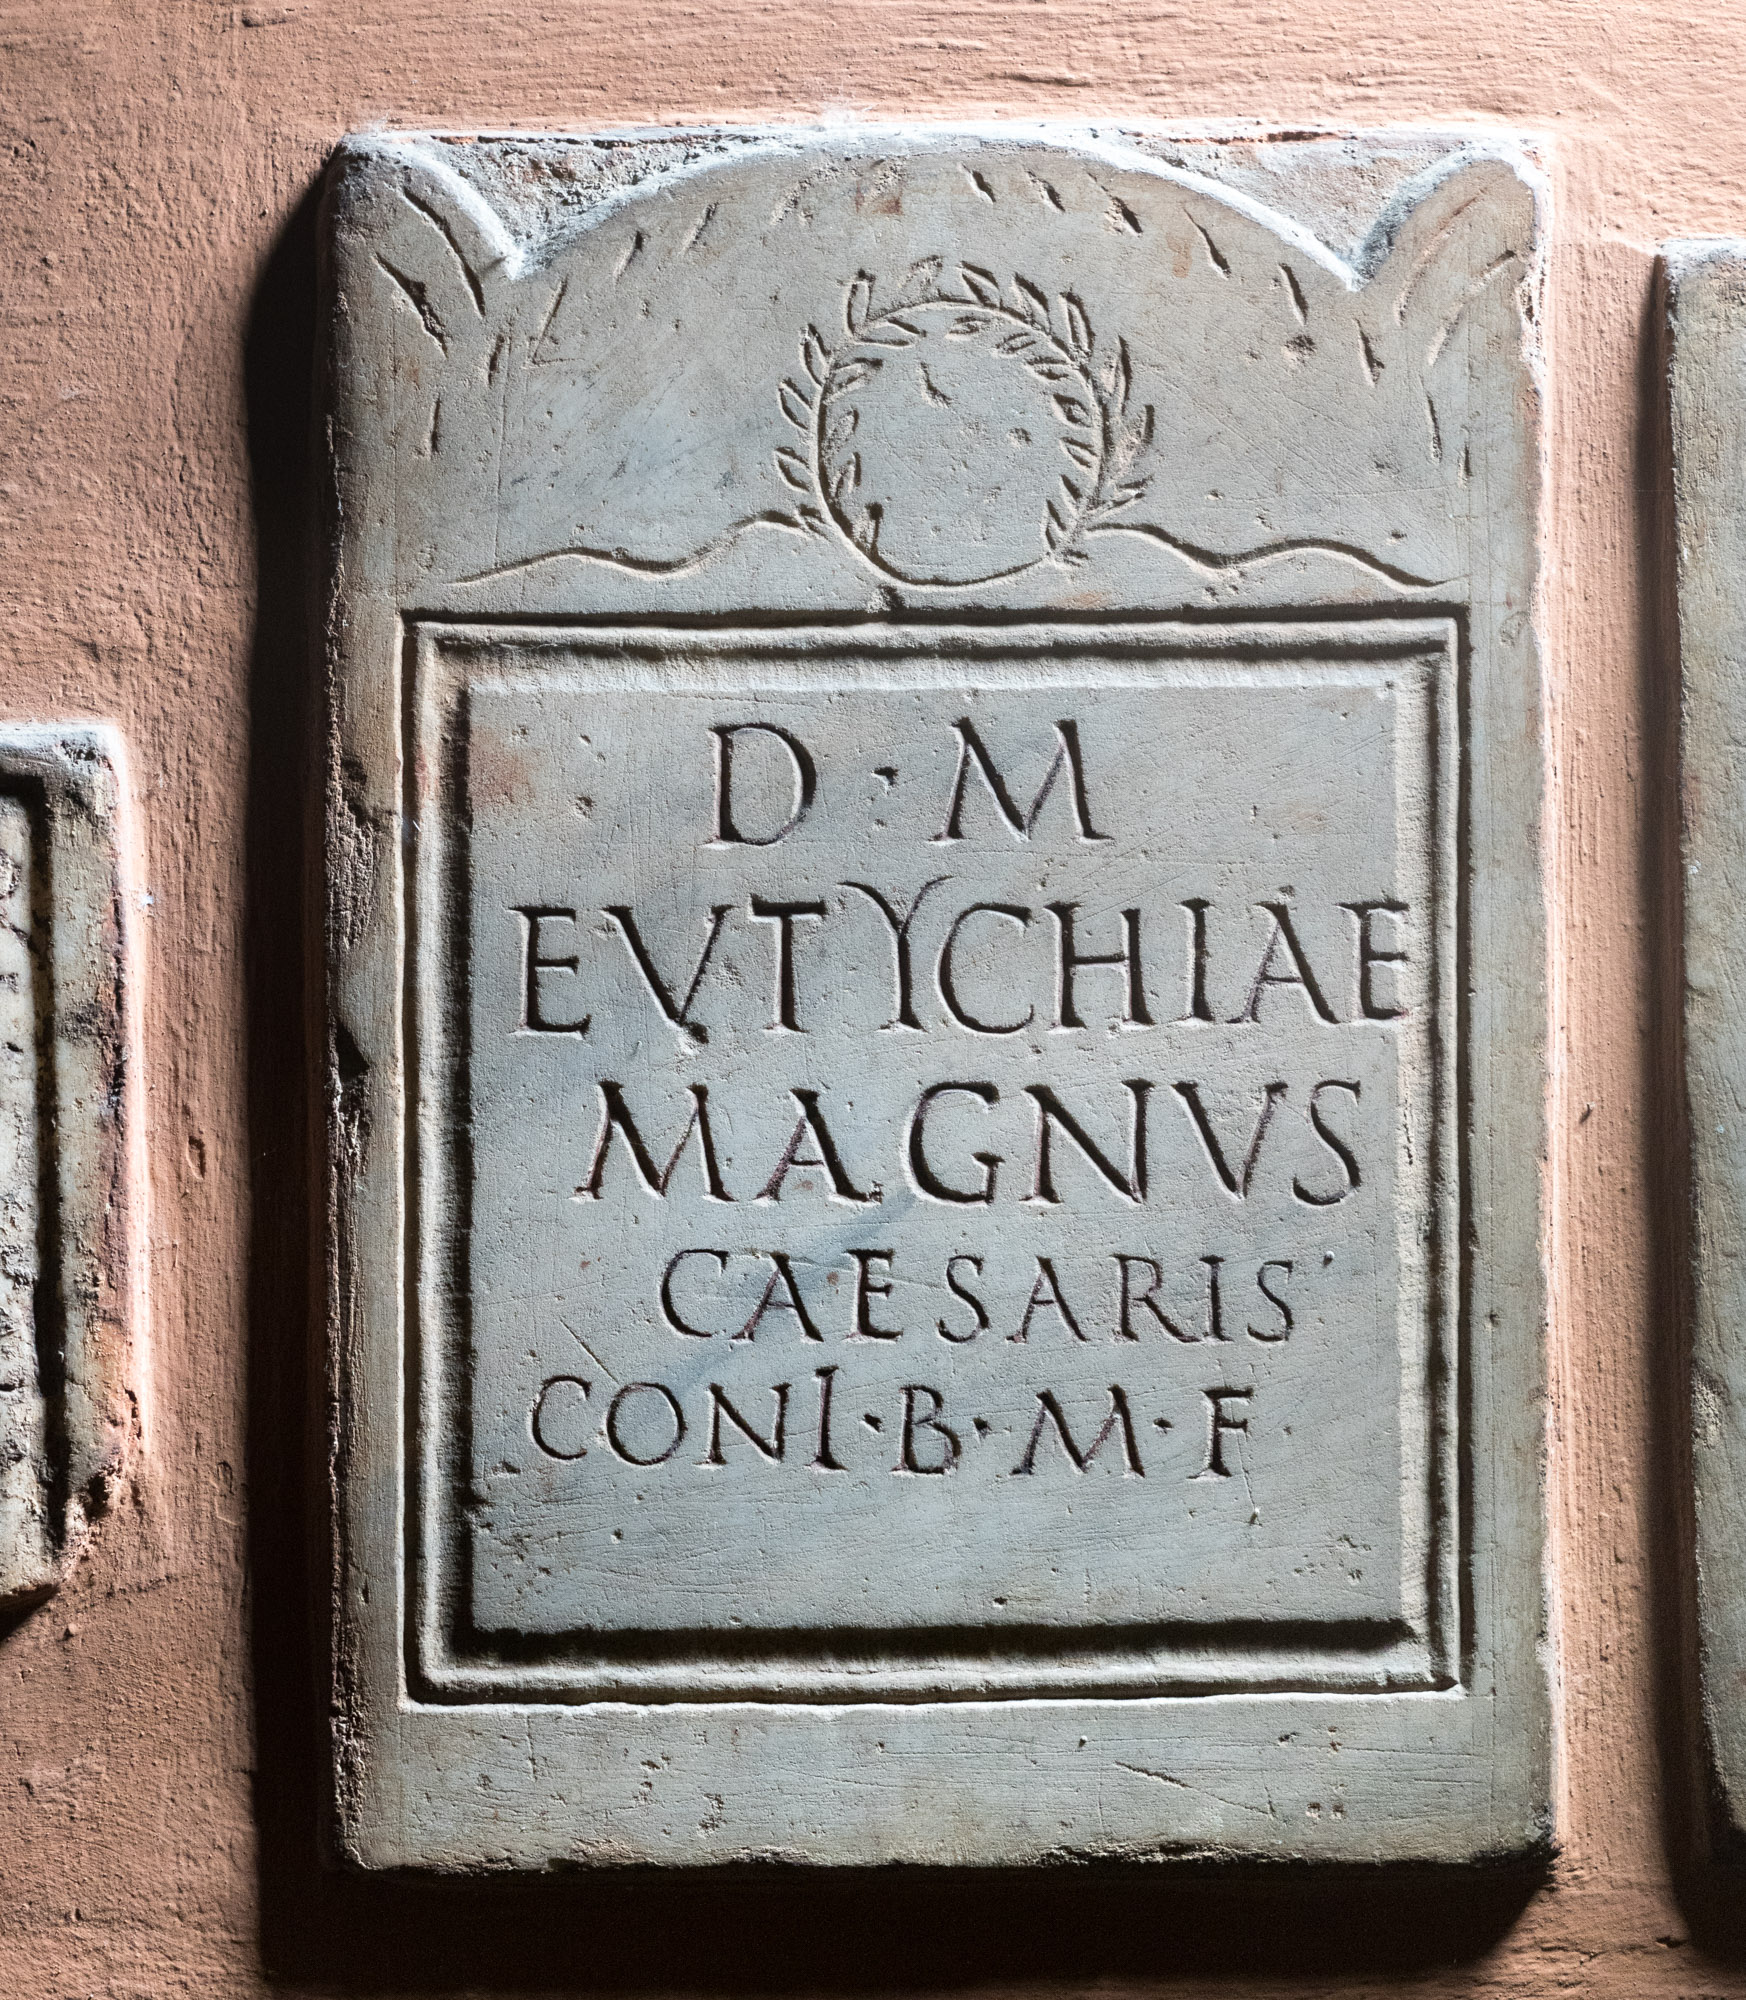 D · M
EVTYCHIAE
MAGNVS
CAESARIS ·
CONI · B · M · F ·